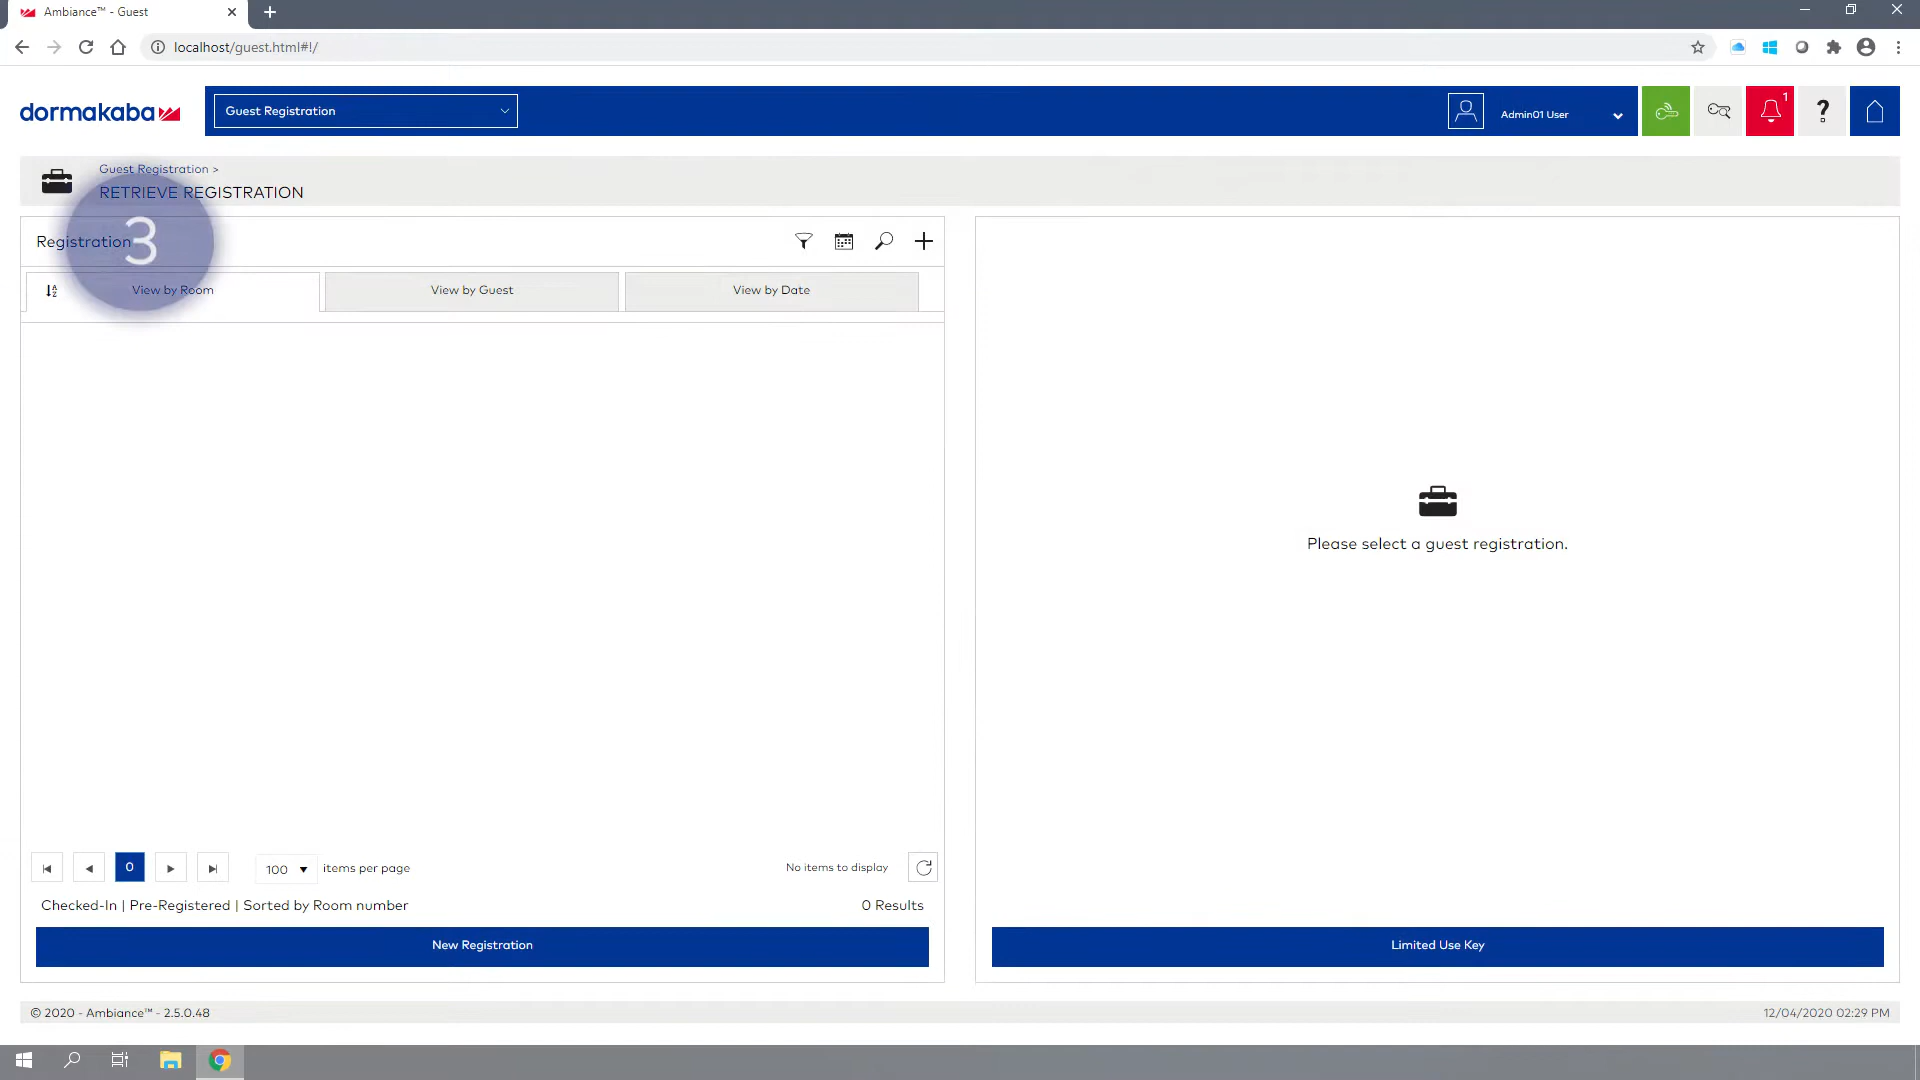 Ambiance™ - Guest
localhost/guest.html#!/
dormakaba
Guest Registration
Admin01 User
1
?
Guest Registration >
RETRIEVE REGISTRATION
Registration
3
View by Room
View by Guest
View by Date
Please select a guest registration.
0
100
items per page
No items to display
Checked-In | Pre-Registered | Sorted by Room number
0 Results
New Registration
Limited Use Key
© 2020 - Ambiance™ - 2.5.0.48
12/04/2020 02:29 PM